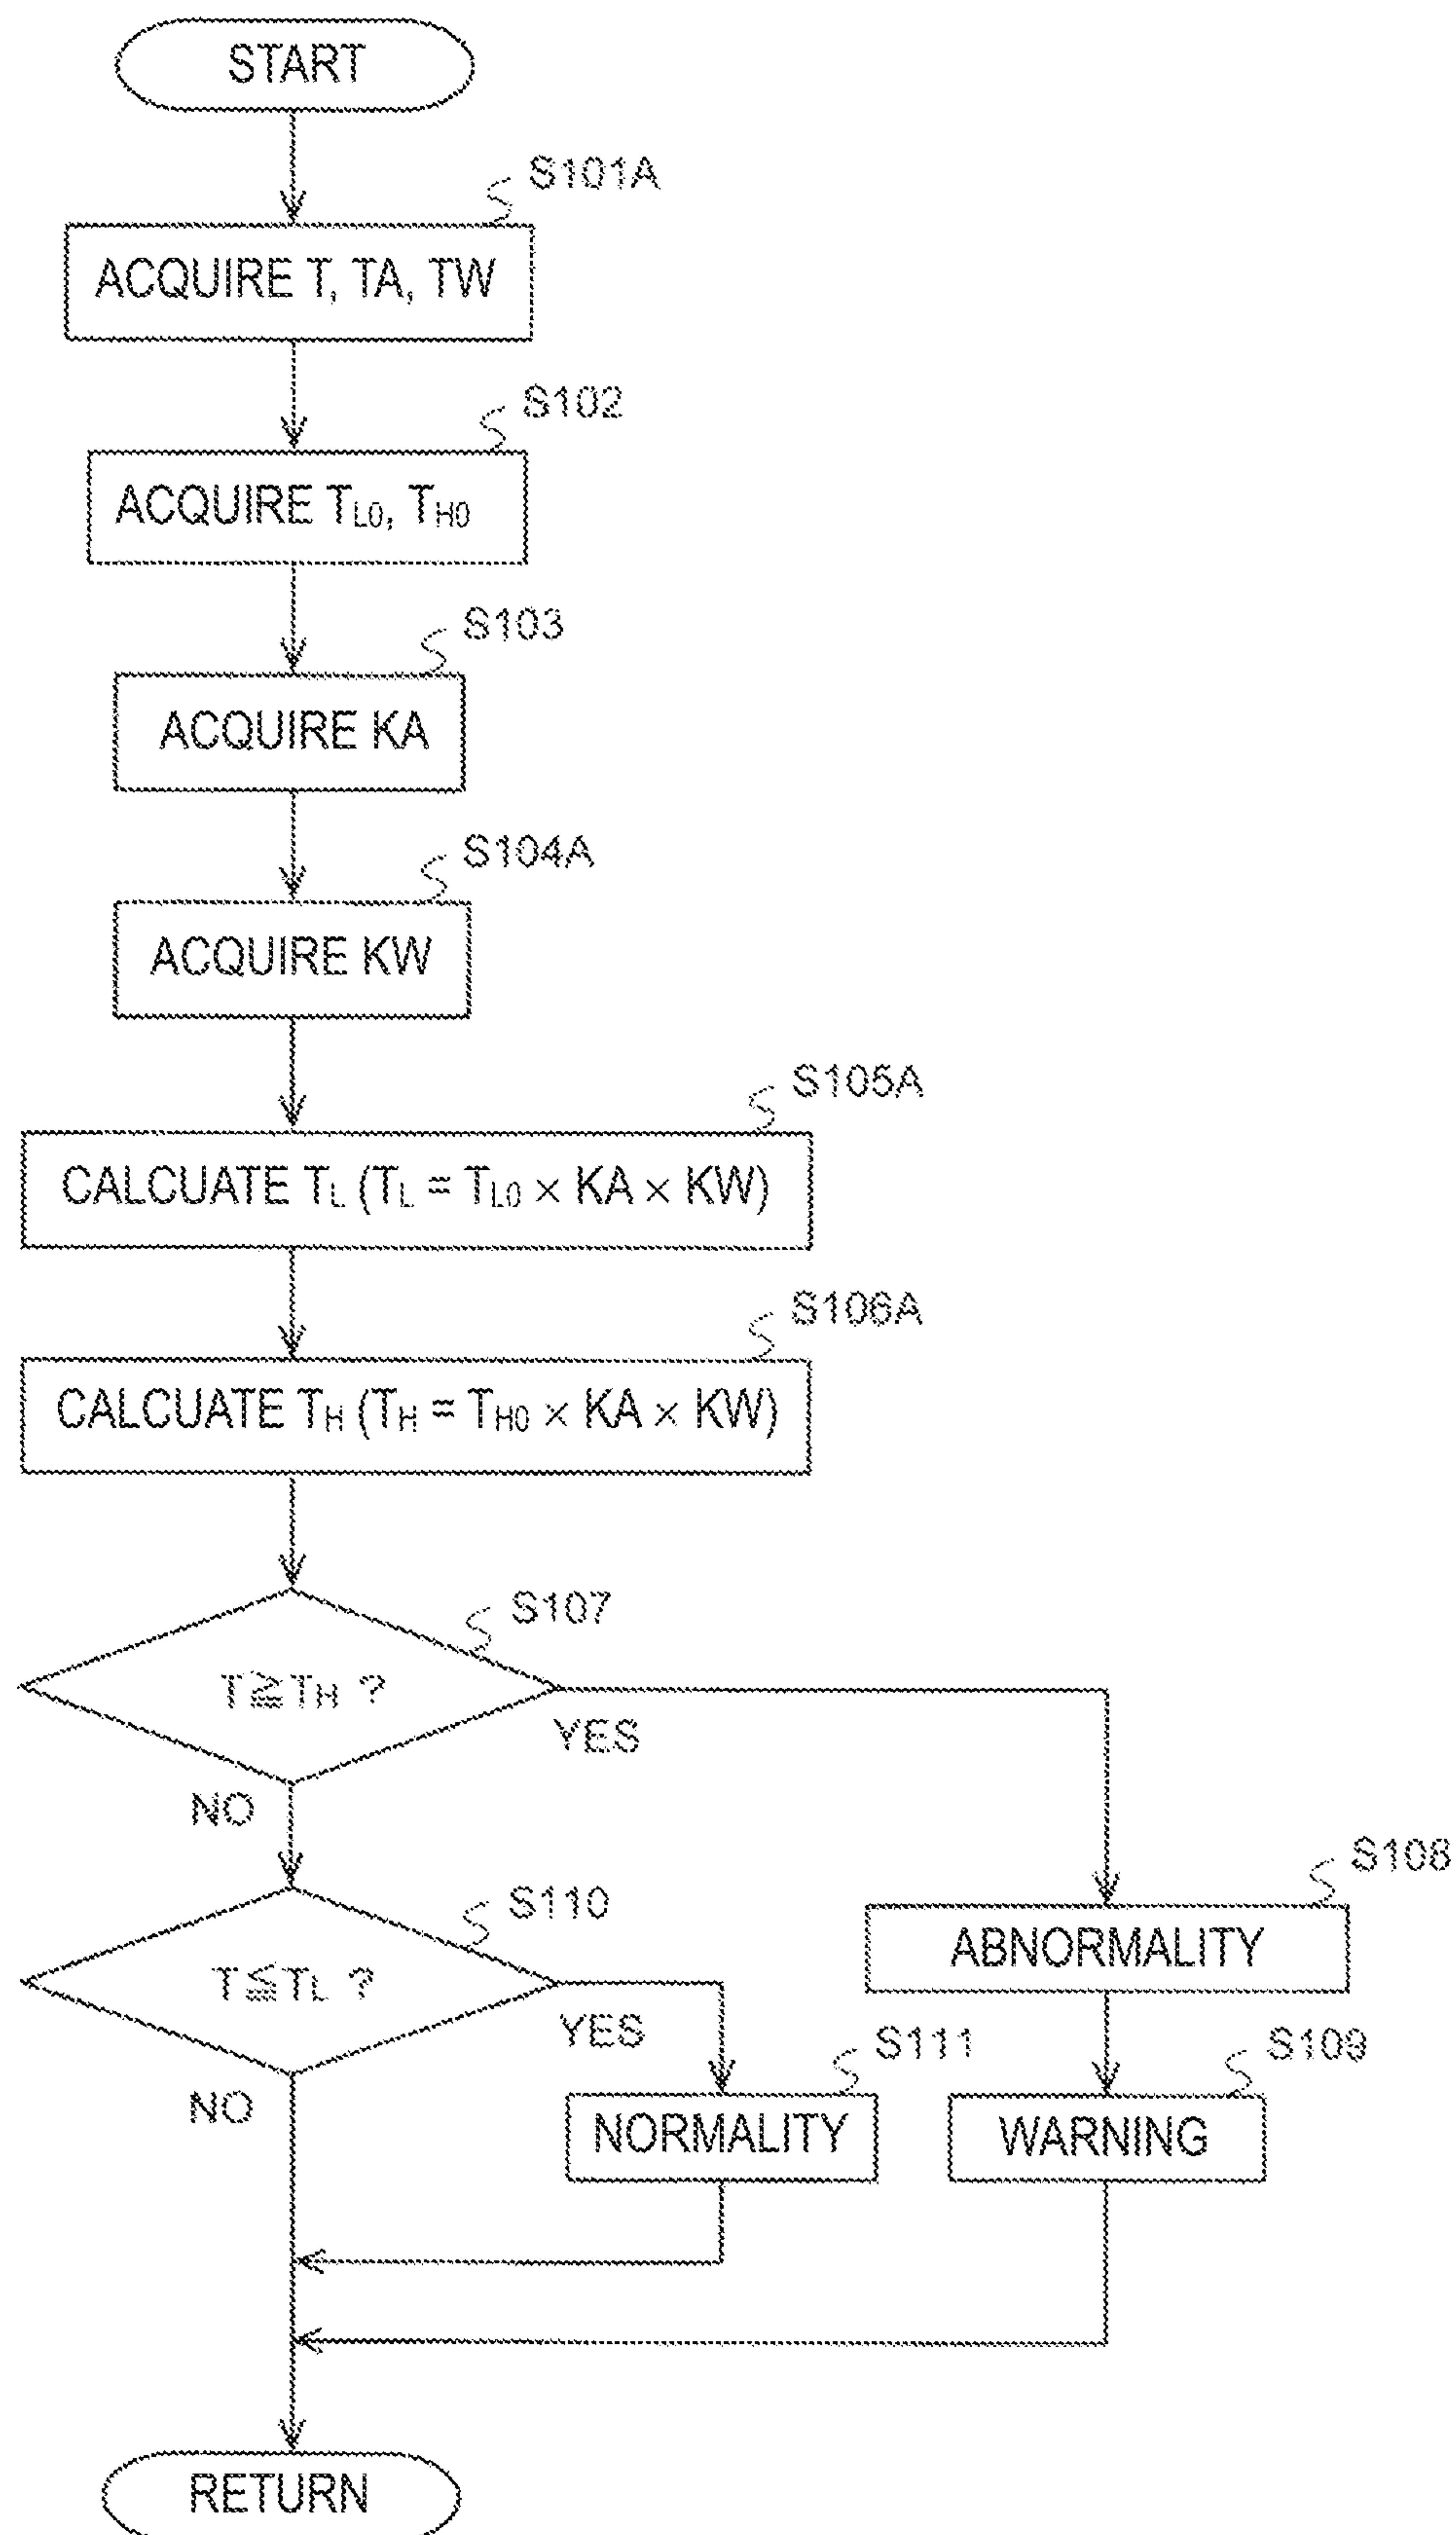 START
S101A
ACQUIRE T, TA, TW
S102
ACQUIRE TL0, TH0
S103
ACQUIRE KA
S104A
ACQUIRE KW
S105A
CALCUATE TL (TL = TL0 × KA × KW)
S106A
CALCUATE TH (TH = TH0 × KA × KW)
S107
T≧TH ?
YES
NO
S108
ABNORMALITY
S110
T≦TL ?
YES
NO
S111
NORMALITY
S109
WARNING
RETURN